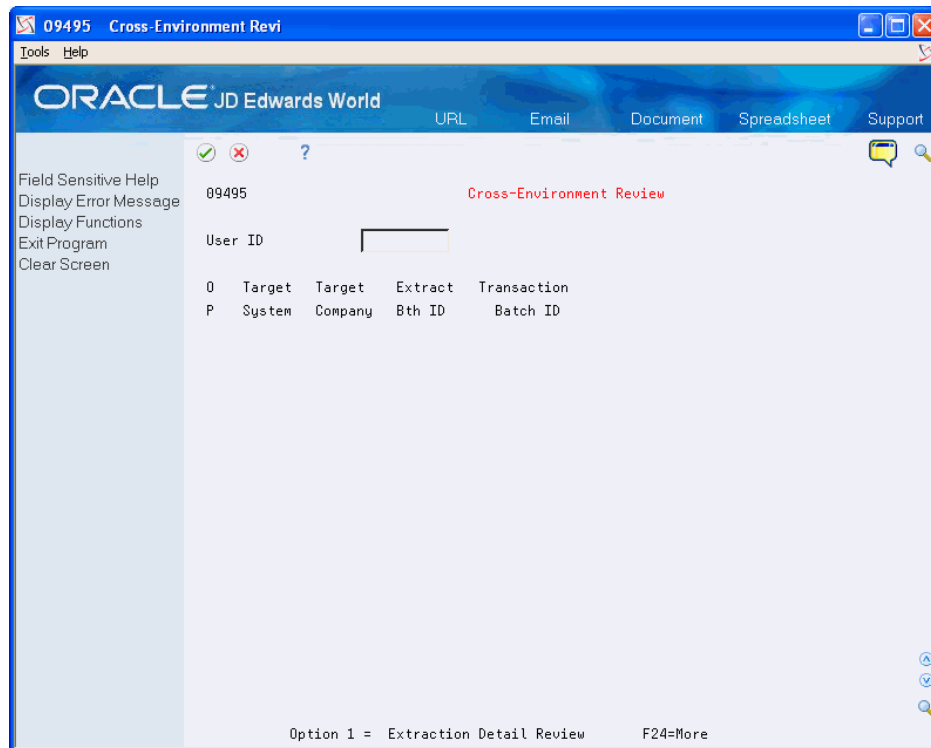 09495 Cross-Environment Revi
Tools Help
ORACLE JD Edwards World
URL Email Document Spreadsheet Support
?
Field Sensitive Help
Display Error Message
Display Functions
Exit Program
Clear Screen
09495 Cross-Environment Review
User ID
O Target Target Extract Transaction
P System Company Bth ID Batch ID
Option 1 = Extraction Detail Review F24=More